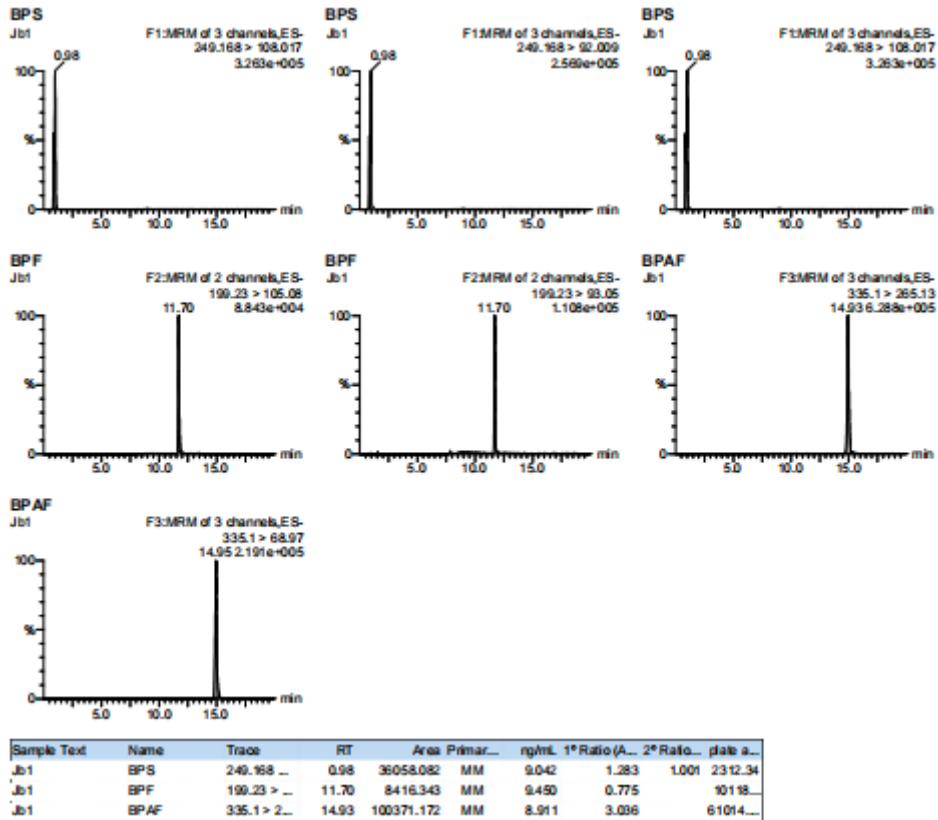 BPS
Jb1 F1:MRM of 3 channels,ES-
249.168 > 108.017
3.263e+005
0.98
100
%
0
5.0 10.0 15.0 min
BPS
Jb1 F1:MRM of 3 channels,ES-
249.168 > 92.009
2.569e+005
0.98
100
%
0
5.0 10.0 15.0 min
BPS
Jb1 F1:MRM of 3 channels,ES-
249.168 > 108.017
3.263e+005
0.98
100
%
0
5.0 10.0 15.0 min
BPF
Jb1 F2:MRM of 2 channels,ES-
199.23 > 105.08
11.70 8.843e+004
100
%
0
5.0 10.0 15.0 min
BPF
Jb1 F2:MRM of 2 channels,ES-
199.23 > 93.05
11.70 1.108e+005
100
%
0
5.0 10.0 15.0 min
BPAF
Jb1 F3:MRM of 3 channels,ES-
335.1 > 265.13
14.93 6.288e+005
100
%
0
5.0 10.0 15.0 min
BPAF
Jb1 F3:MRM of 3 channels,ES-
335.1 > 68.97
14.95 2.191e+005
100
%
0
5.0 10.0 15.0 min
Sample Text Name Trace RT Area Primar... ng/mL 1º Ratio (A... 2º Ratio... plate a...
Jb1 BPS 249.168 ... 0.98 36058.082 MM 9.042 1.283 1.001 2312.34
Jb1 BPF 199.23 > ... 11.70 8416.343 MM 9.450 0.775 10118....
Jb1 BPAF 335.1 > 2... 14.93 100371.172 MM 8.911 3.036 61014....